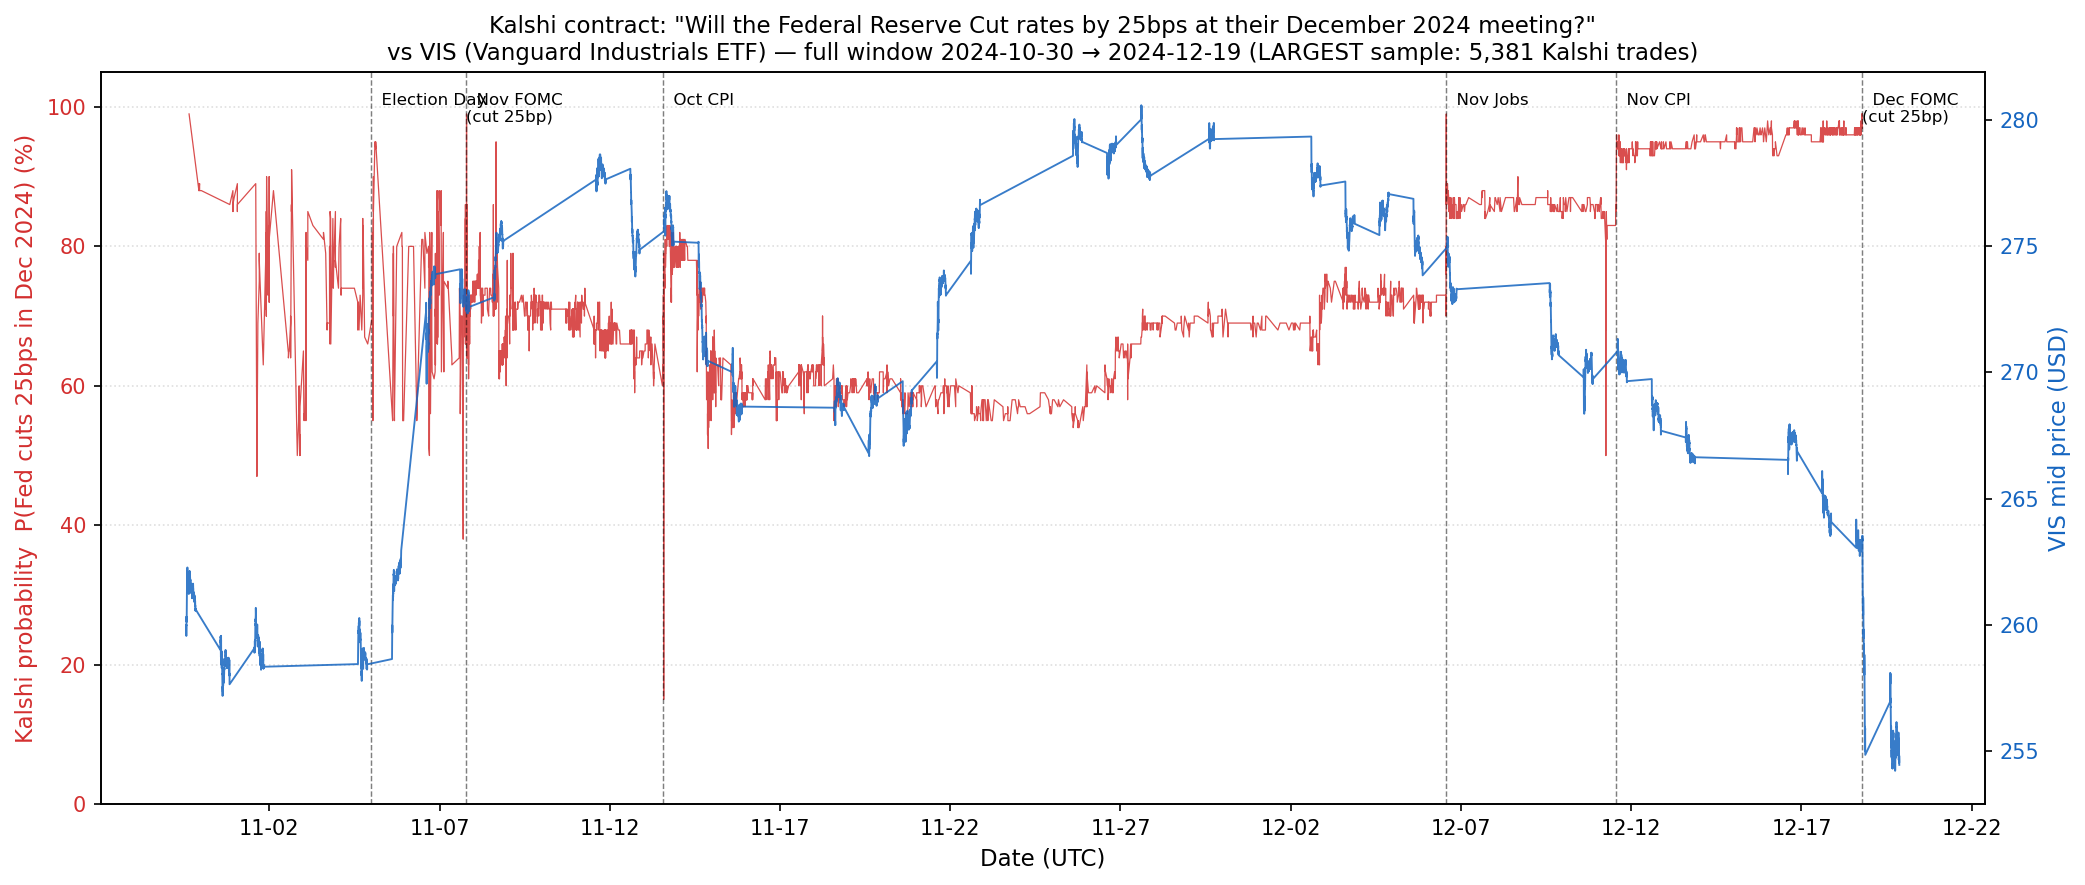 Kalshi contract: "Will the Federal Reserve Cut rates by 25bps at their December 2024 meeting?"
vs VIS (Vanguard Industrials ETF) — full window 2024-10-30 → 2024-12-19 (LARGEST sample: 5,381 Kalshi trades)
Election Day
Nov FOMC
(cut 25bp)
Oct CPI
Nov Jobs
Nov CPI
Dec FOMC
(cut 25bp)
Kalshi probability P(Fed cuts 25bps in Dec 2024) (%)
100
80
60
40
20
0
VIS mid price (USD)
280
275
270
265
260
255
11-02
11-07
11-12
11-17
11-22
11-27
12-02
12-07
12-12
12-17
12-22
Date (UTC)